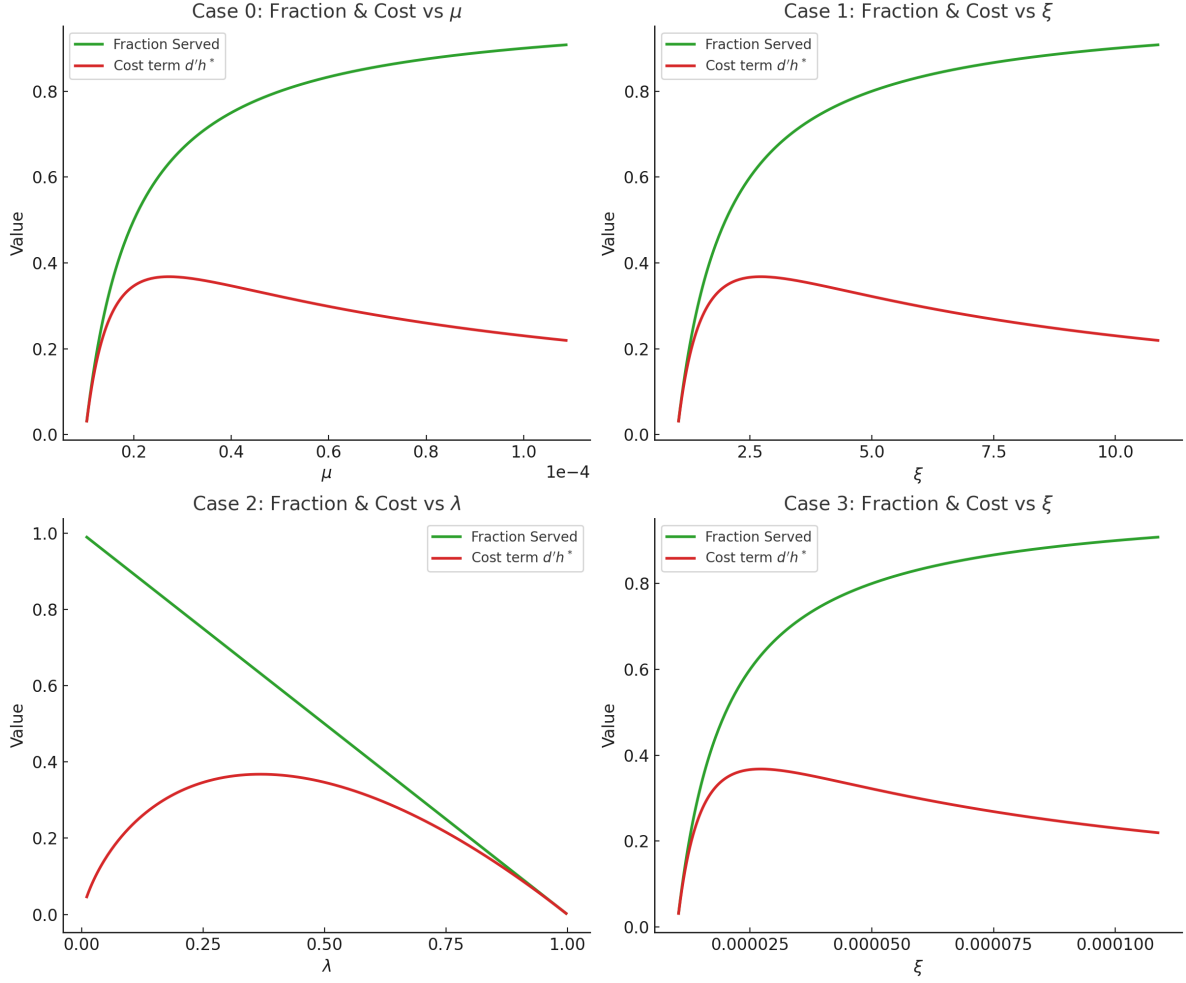 Case 0: Fraction & Cost vs μ
Fraction Served
Cost term d′h*
Value
0.8
0.6
0.4
0.2
0.0
0.2 0.4 0.6 0.8 1.0
1e−4
μ
Case 1: Fraction & Cost vs ξ
Fraction Served
Cost term d′h*
Value
0.8
0.6
0.4
0.2
0.0
2.5 5.0 7.5 10.0
ξ
Case 2: Fraction & Cost vs λ
Fraction Served
Cost term d′h*
Value
1.0
0.8
0.6
0.4
0.2
0.0
0.00 0.25 0.50 0.75 1.00
λ
Case 3: Fraction & Cost vs ξ
Fraction Served
Cost term d′h*
Value
0.8
0.6
0.4
0.2
0.0
0.000025 0.000050 0.000075 0.000100
ξ